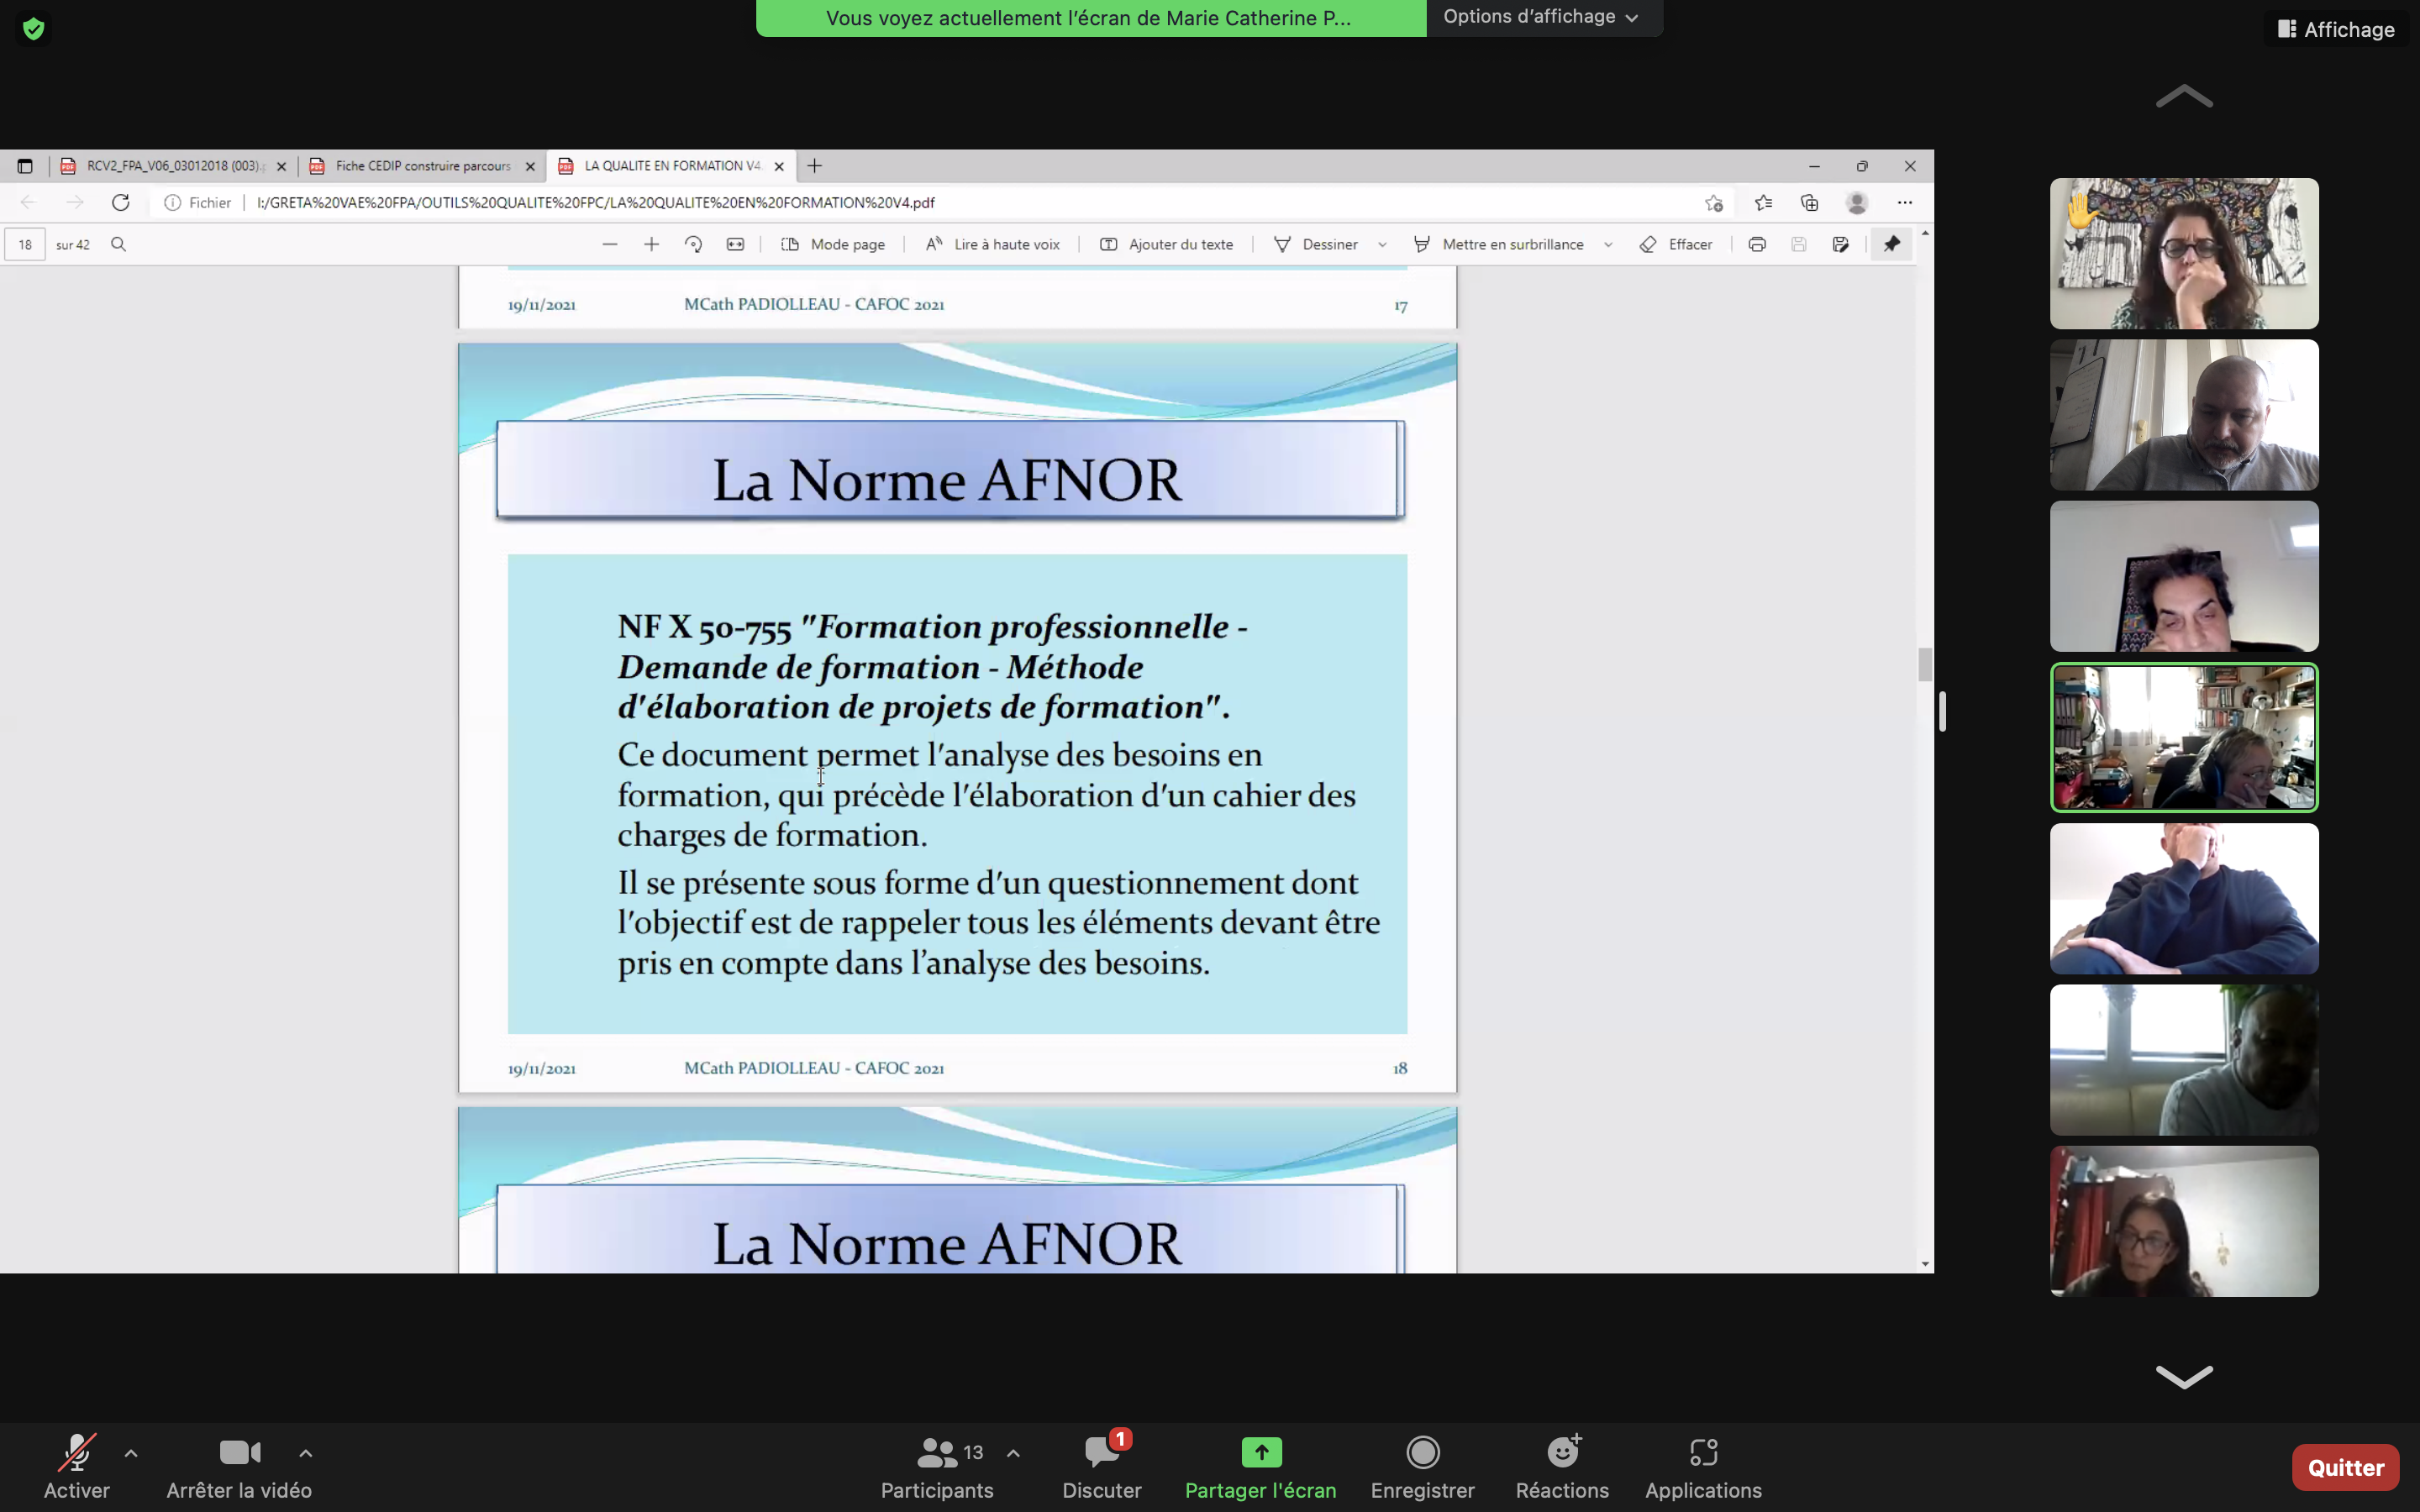 Vous voyez actuellement l'écran de Marie Catherine P...
Options d'affichage
Affichage
RCV2_FPA_V06_03012018 (003).p
Fiche CEDIP construire parcours
LA QUALITE EN FORMATION V4
Fichier
I:/GRETA%20VAE%20FPA/OUTILS%20QUALITE%20FPC/LA%20QUALITE%20EN%20FORMATION%20V4.pdf
18 sur 42
Mode page
Lire à haute voix
Ajouter du texte
Dessiner
Mettre en surbrillance
Effacer
19/11/2021 MCath PADIOLLEAU - CAFOC 2021 17
La Norme AFNOR
NF X 50-755 "Formation professionnelle -
Demande de formation - Méthode
d'élaboration de projets de formation".
Ce document permet l'analyse des besoins en
formation, qui précède l'élaboration d'un cahier des
charges de formation.
Il se présente sous forme d'un questionnement dont
l'objectif est de rappeler tous les éléments devant être
pris en compte dans l'analyse des besoins.
19/11/2021 MCath PADIOLLEAU - CAFOC 2021 18
La Norme AFNOR
13
1
Activer
Arrêter la vidéo
Participants
Discuter
Partager l'écran
Enregistrer
Réactions
Applications
Quitter